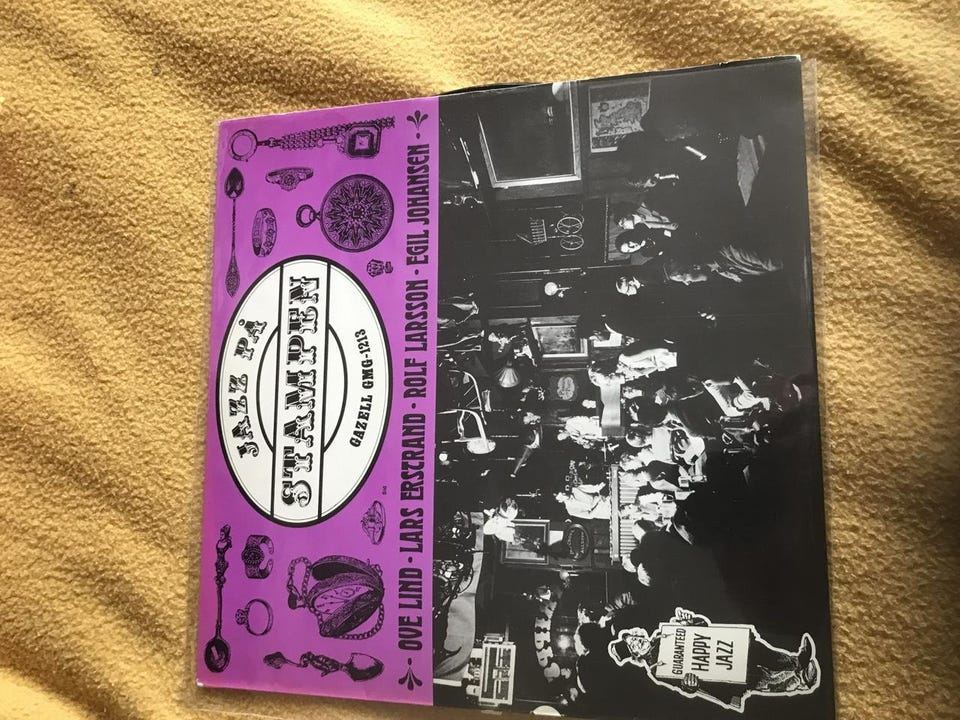 JAZZ PÅ
STAMPEN
GAZELL GMG-1213
OVE LIND · LARS ERSTRAND · ROLF LARSSON · EGIL JOHANSEN
GUARANTEED
HAPPY
JAZZ